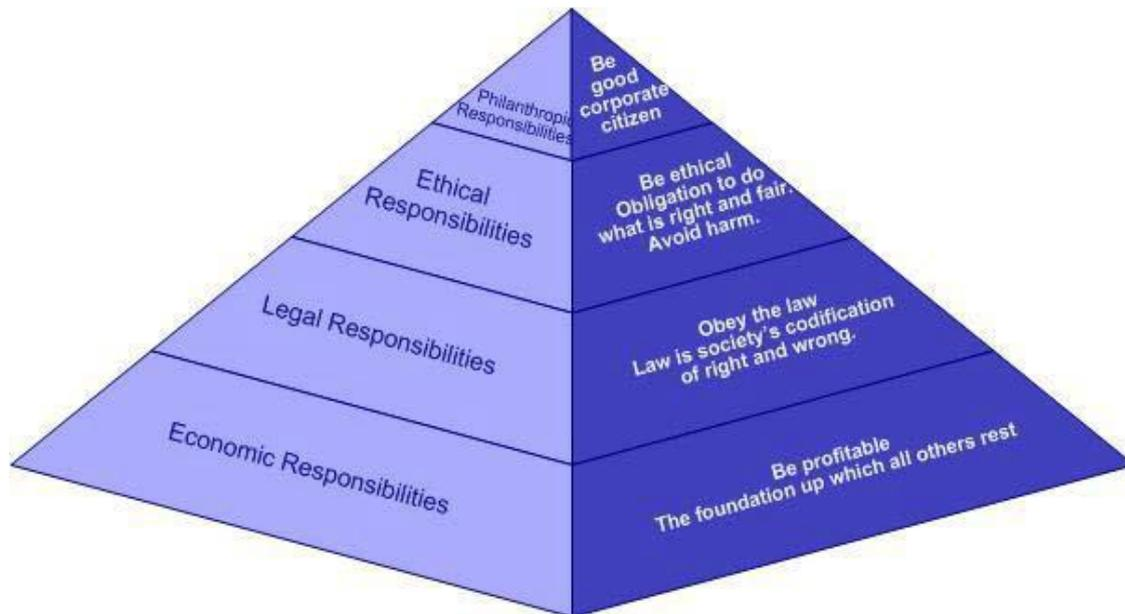 Philanthropic
Responsibilities
Be
good
corporate
citizen
Ethical
Responsibilities
Be ethical
Obligation to do
what is right and fair.
Avoid harm.
Legal Responsibilities
Obey the law
Law is society's codification
of right and wrong.
Economic Responsibilities
Be profitable
The foundation up which all others rest